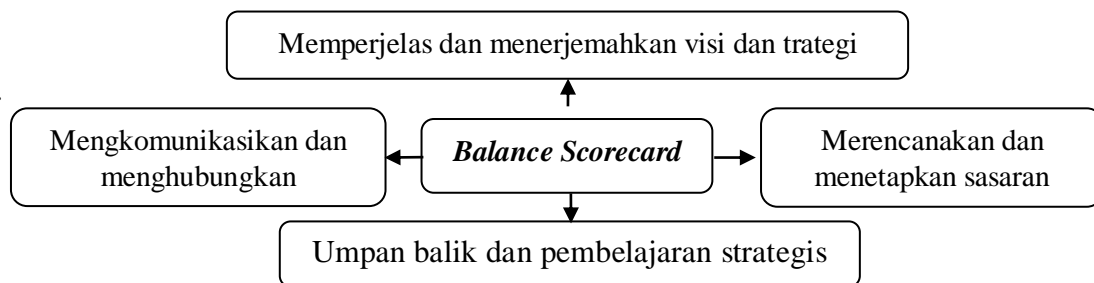 Memperjelas dan menerjemahkan visi dan trategi
Mengkomunikasikan dan
menghubungkan
Balance Scorecard
Merencanakan dan
menetapkan sasaran
Umpan balik dan pembelajaran strategis